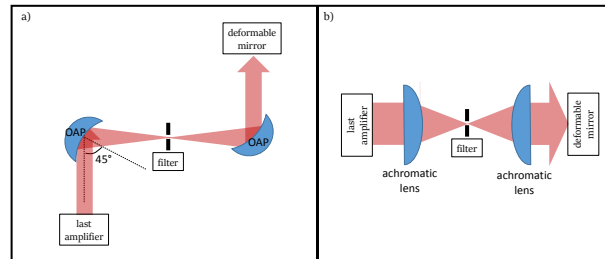 a)
deformable
mirror
OAP
filter
OAP
45°
last
amplifier
b)
last
amplifier
filter
deformable
mirror
achromatic
lens
achromatic
lens